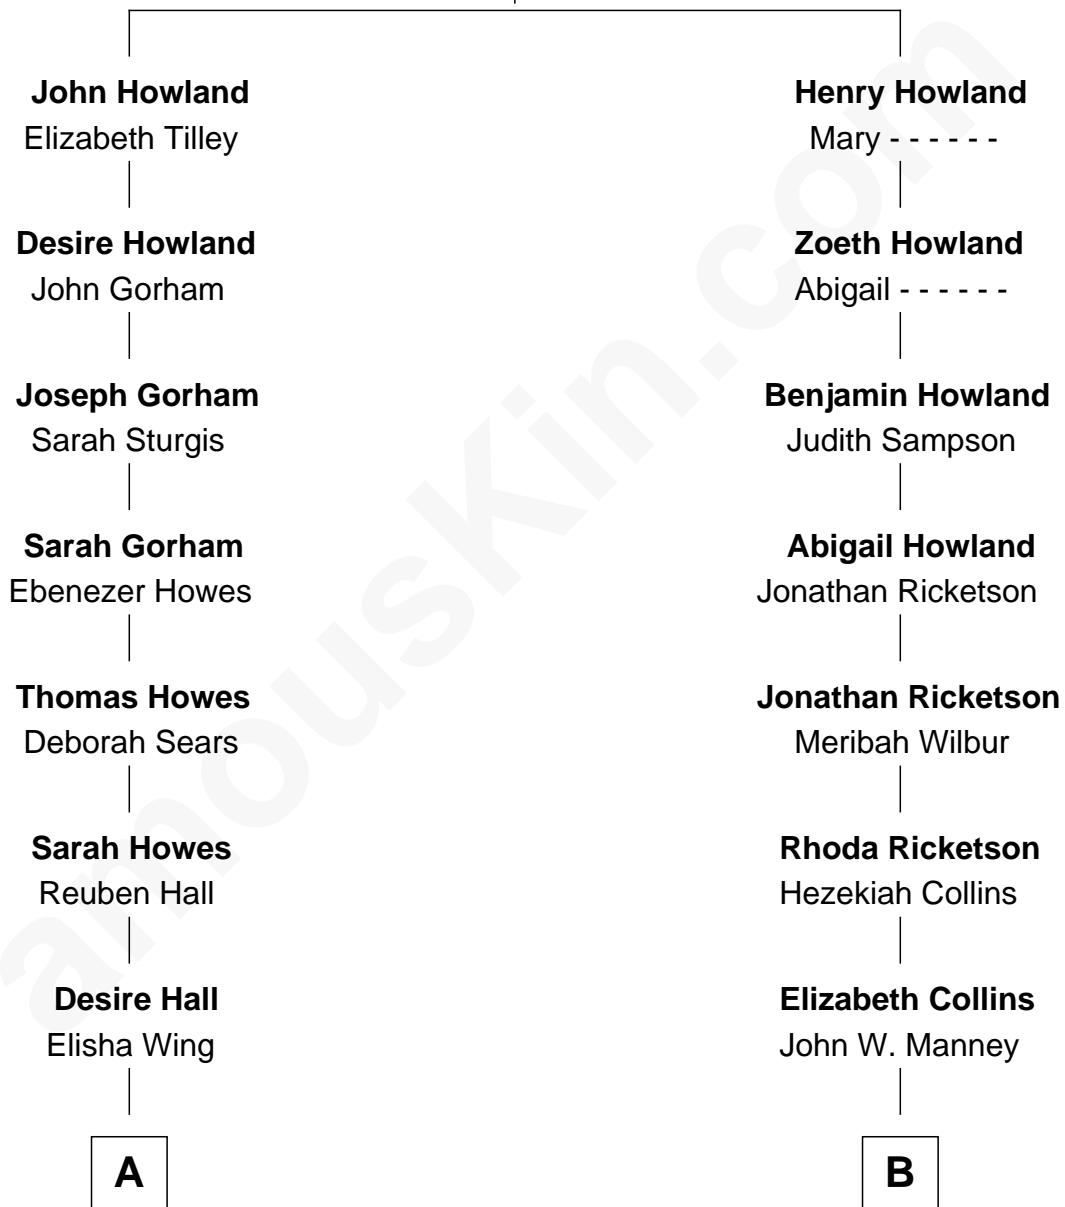 John Howland
Elizabeth Tilley
Desire Howland
John Gorham
Joseph Gorham
Sarah Sturgis
Sarah Gorham
Ebenezer Howes
Thomas Howes
Deborah Sears
Sarah Howes
Reuben Hall
Desire Hall
Elisha Wing
A
Henry Howland
Mary - - - - - -
Zoeth Howland
Abigail - - - - - -
Benjamin Howland
Judith Sampson
Abigail Howland
Jonathan Ricketson
Jonathan Ricketson
Meribah Wilbur
Rhoda Ricketson
Hezekiah Collins
Elizabeth Collins
John W. Manney
B
amouskin.com